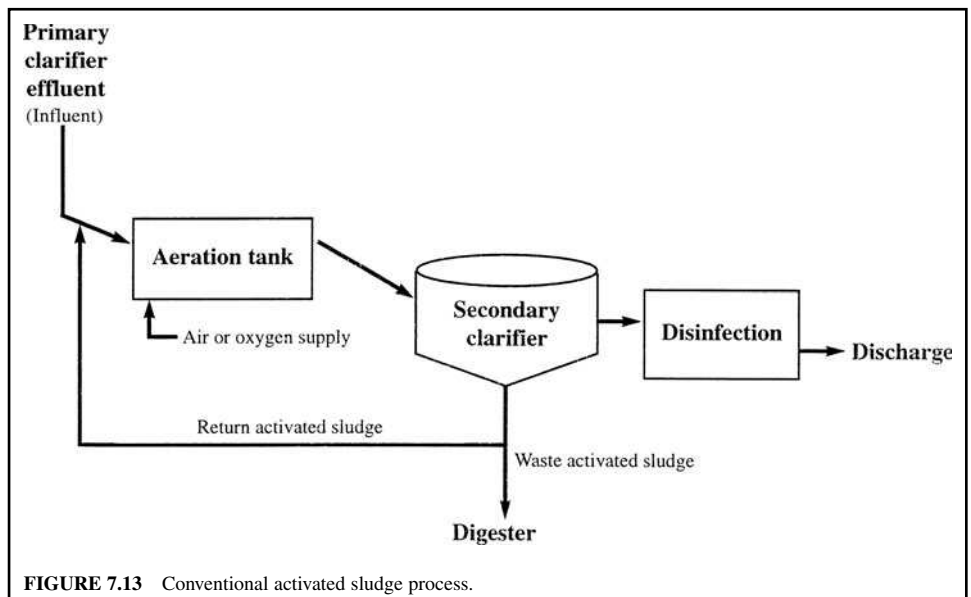 Primary
clarifier
effluent
(Influent)
Aeration tank
Air or oxygen supply
Secondary
clarifier
Disinfection
Discharge
Return activated sludge
Waste activated sludge
Digester
FIGURE 7.13 Conventional activated sludge process.